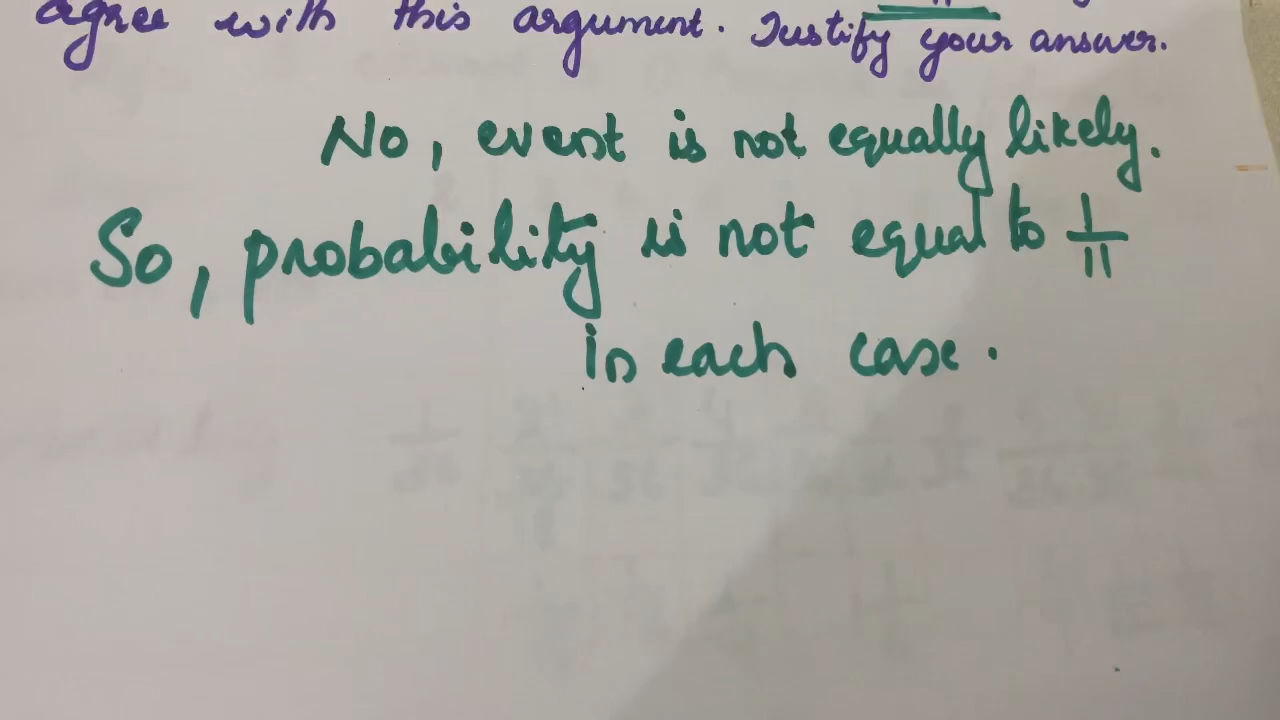 agree with this argument. Justify your answer.
No, event is not equally likely.
So, probability is not equal to 1/11
in each case.